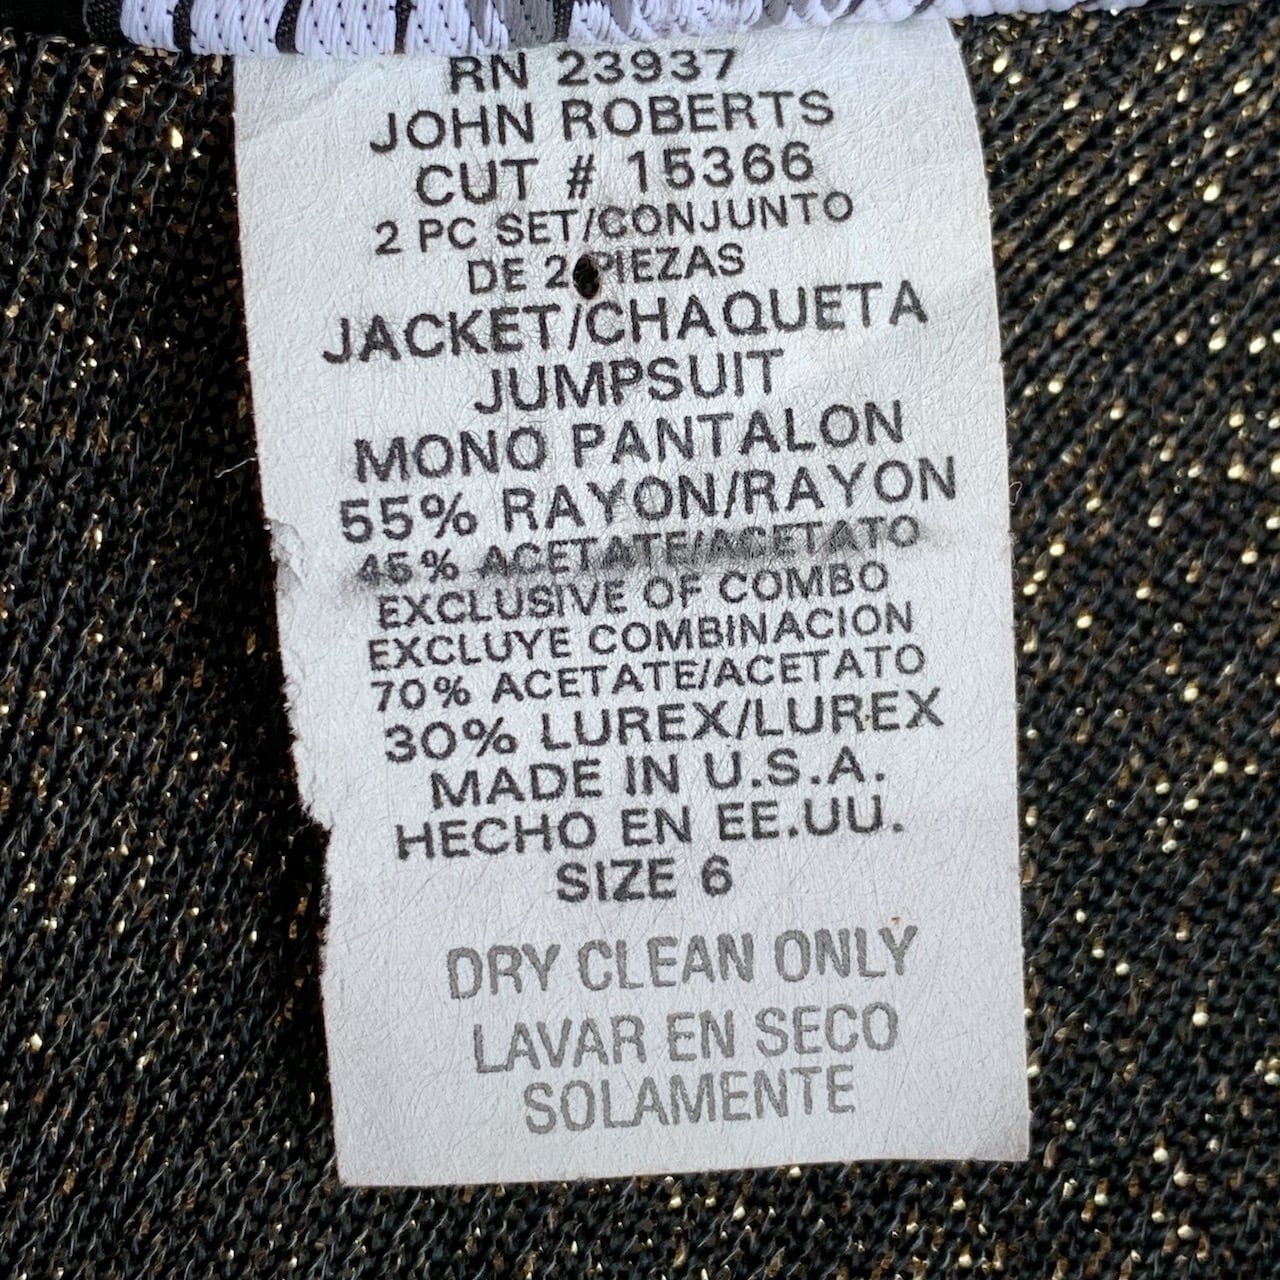 RN 23937
JOHN ROBERTS
CUT # 15366
2 PC SET/CONJUNTO
DE 2 PIEZAS
JACKET/CHAQUETA
JUMPSUIT
MONO PANTALON
55% RAYON/RAYON
45% ACETATE/ACETATO
EXCLUSIVE OF COMBO
EXCLUYE COMBINACION
70% ACETATE/ACETATO
30% LUREX/LUREX
MADE IN U.S.A.
HECHO EN EE.UU.
SIZE 6
DRY CLEAN ONLY
LAVAR EN SECO
SOLAMENTE